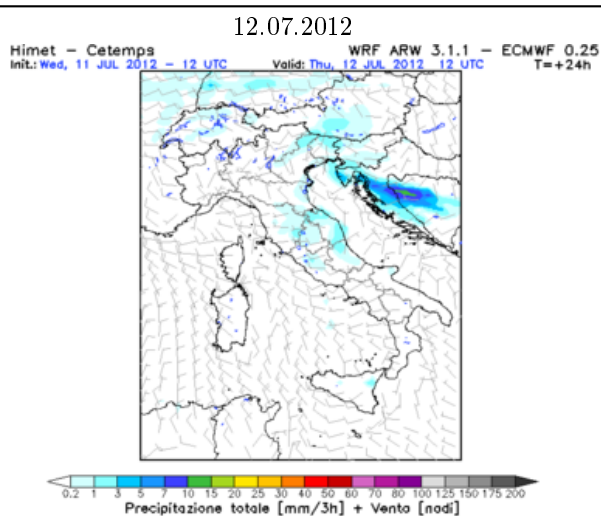 12.07.2012
Himet - Cetemps WRF ARW 3.1.1 - ECMWF 0.25
Init.: Wed, 11 JUL 2012 - 12 UTC Valid: Thu, 12 JUL 2012 12 UTC T=+24h
0.2 1 3 5 7 10 15 20 25 30 40 50 60 70 80 100 125 150 175 200
Precipitazione totale [mm/3h] + Vento [nodi]